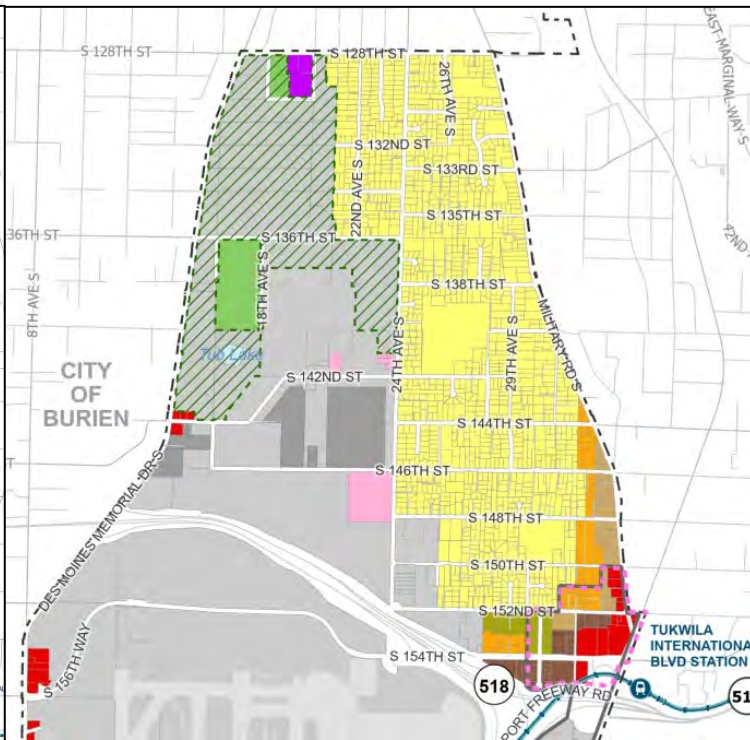 S 128TH ST
S 128TH ST
EAST-MARGINAL-WAY-S
26TH AVE S
S 132ND ST
S 133RD ST
22ND AVE S
S 135TH ST
36TH ST
S 136TH ST
42ND
8TH AVE S
18TH AVE S
S 138TH ST
MILITARY RD S
24TH AVE S
29TH AVE S
Tub Lake
CITY
OF
BURIEN
S 142ND ST
S 144TH ST
T
S 146TH ST
DES MOINES MEMORIAL DR S
S 148TH ST
S 150TH ST
S 152ND ST
S 156TH WAY
S 154TH ST
TUKWILA
INTERNATIONA
BLVD STATION
518
51
PORT FREEWAY RD